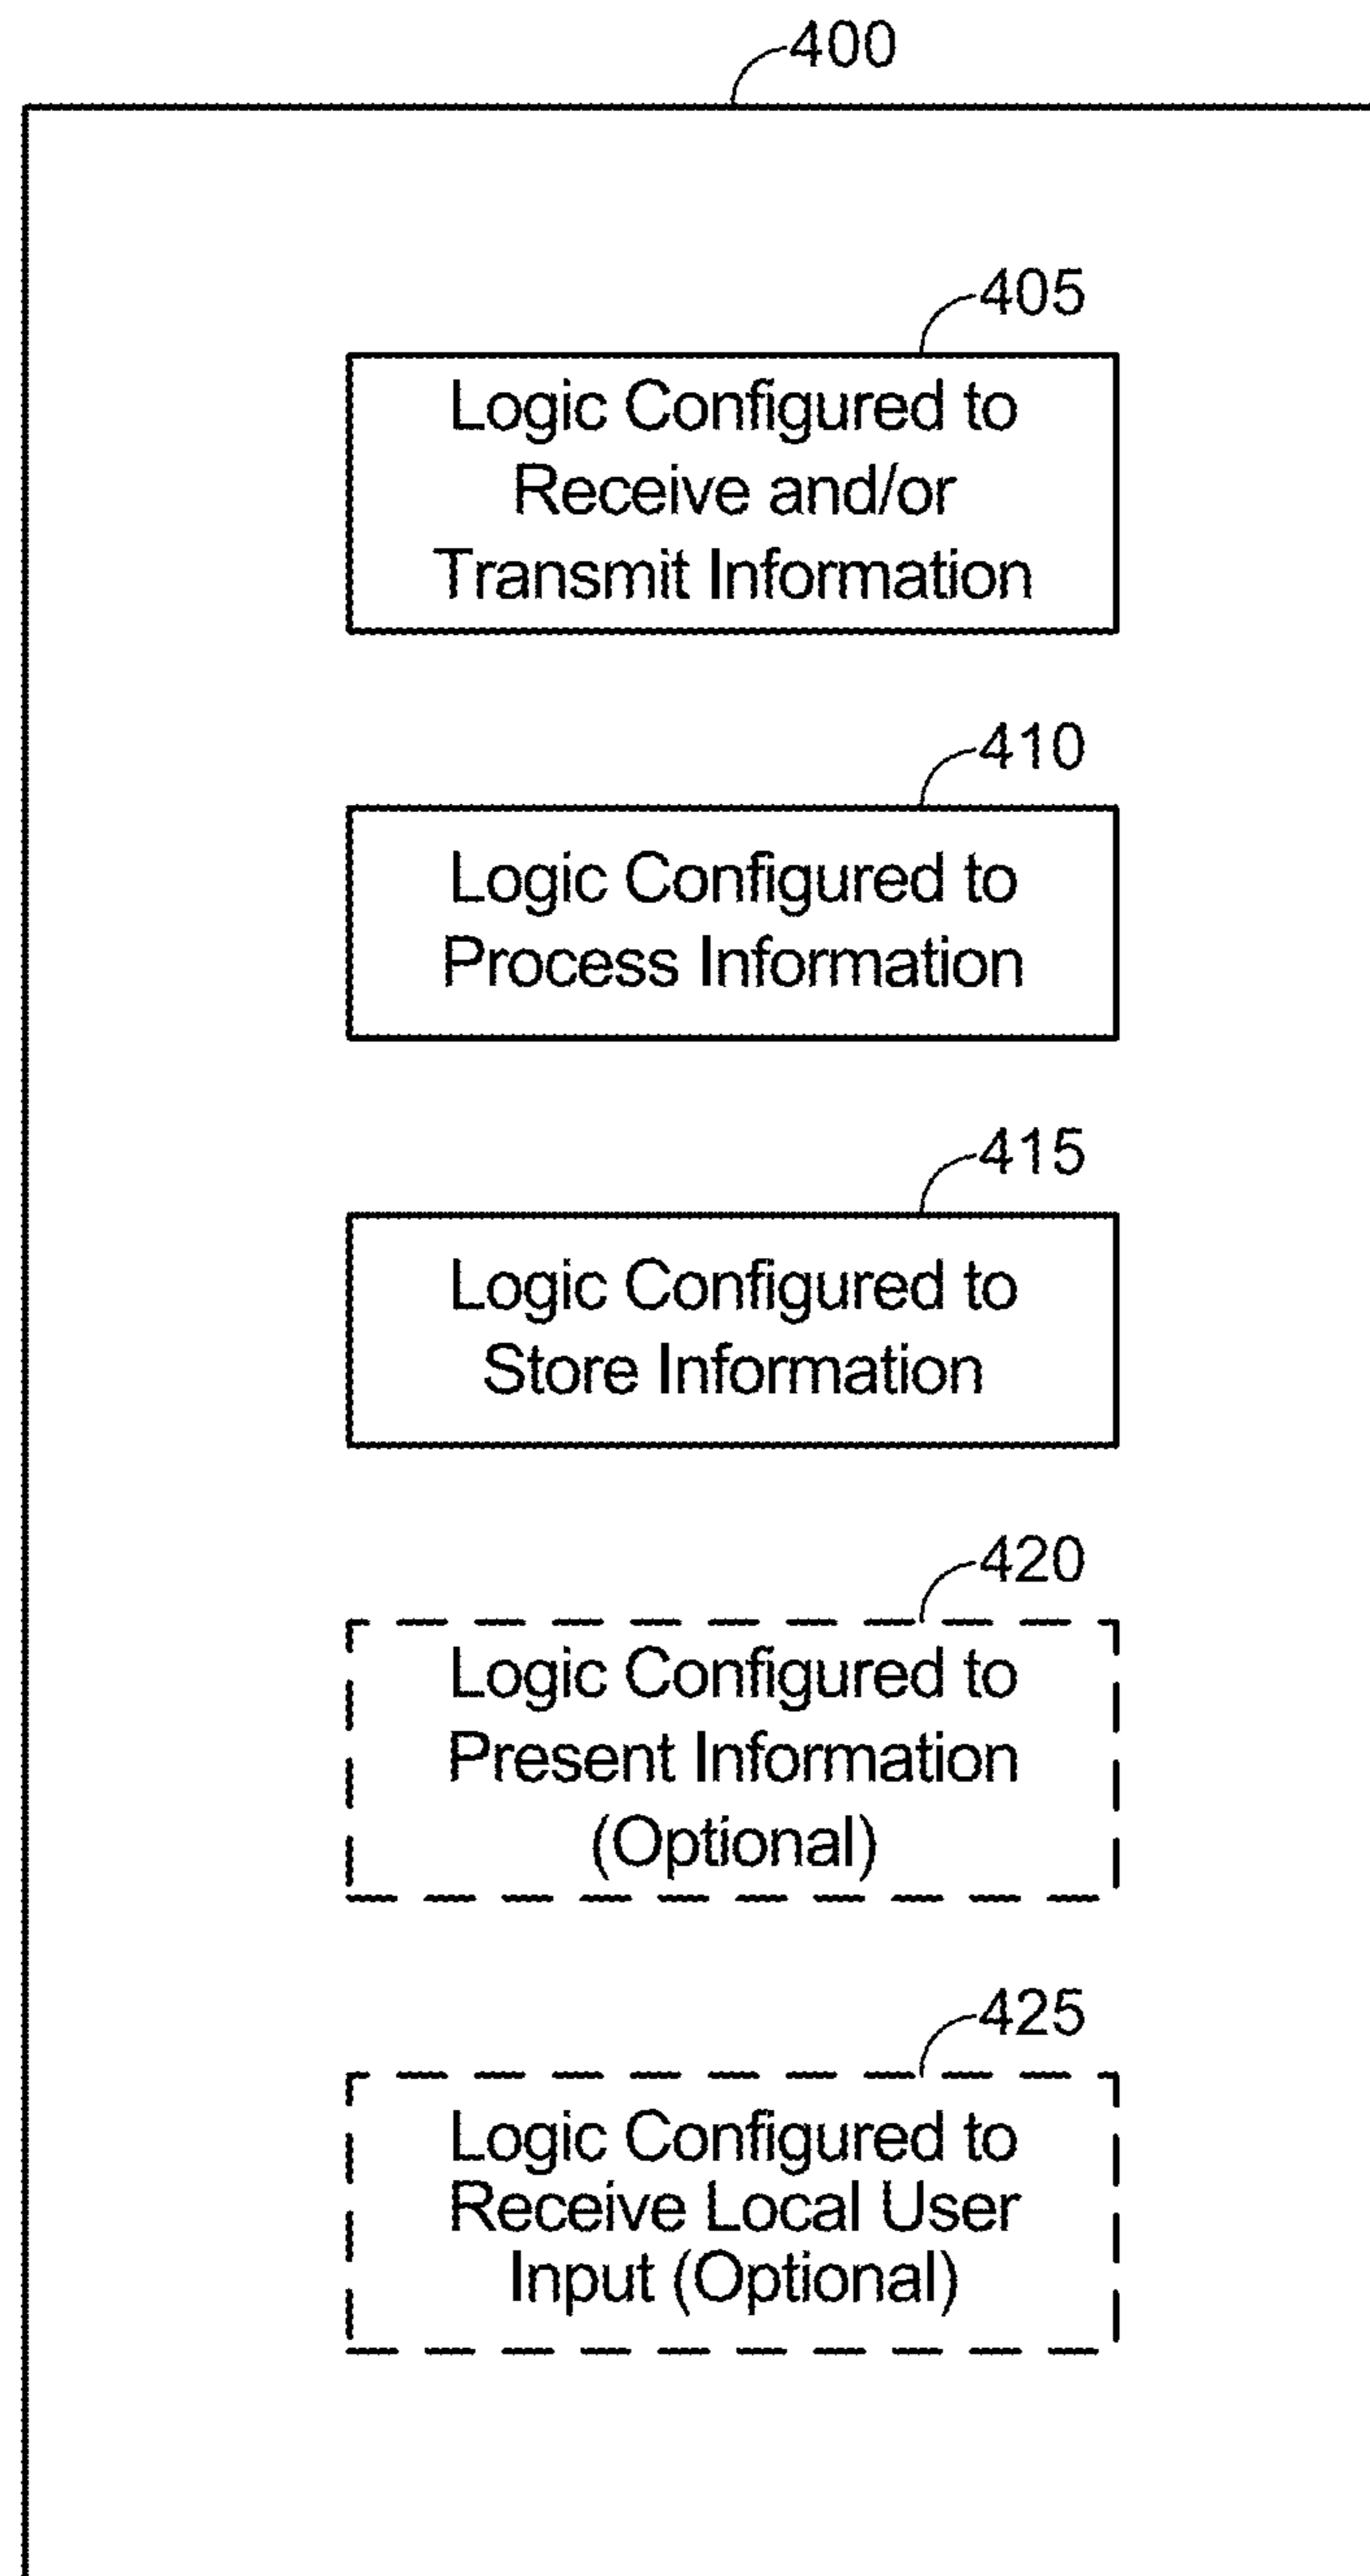 400
405
Logic Configured to
Receive and/or
Transmit Information
410
Logic Configured to
Process Information
415
Logic Configured to
Store Information
420
Logic Configured to
Present Information
(Optional)
425
Logic Configured to
Receive Local User
Input (Optional)